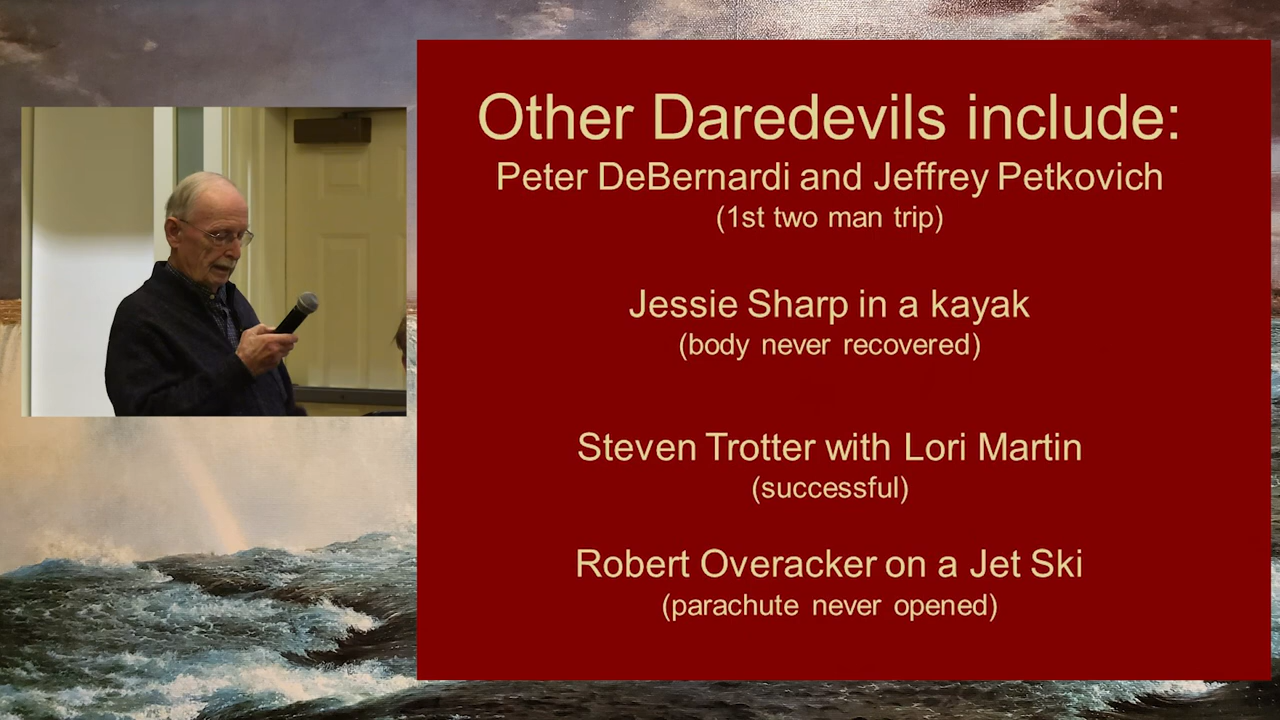 Other Daredevils include:
Peter DeBernardi and Jeffrey Petkovich
(1st two man trip)
Jessie Sharp in a kayak
(body never recovered)
Steven Trotter with Lori Martin
(successful)
Robert Overacker on a Jet Ski
(parachute never opened)